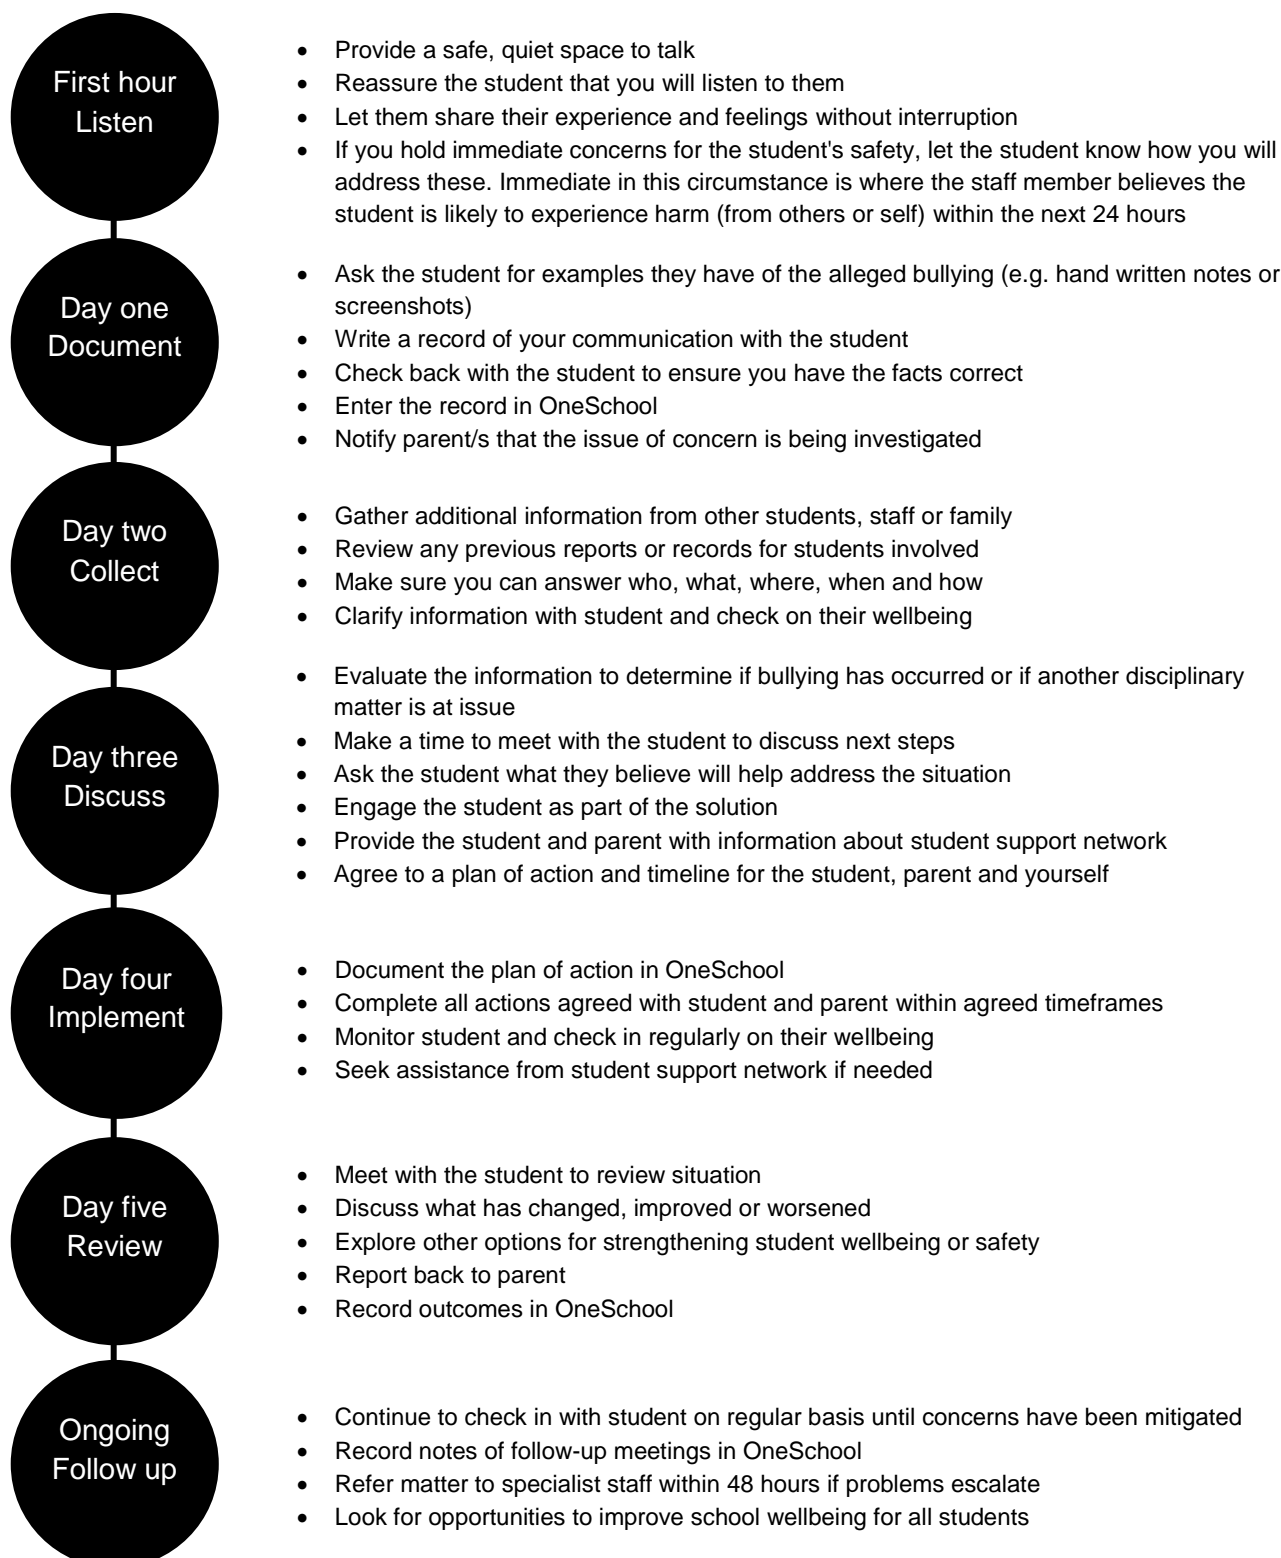 First hour
Listen
• Provide a safe, quiet space to talk
• Reassure the student that you will listen to them
• Let them share their experience and feelings without interruption
• If you hold immediate concerns for the student's safety, let the student know how you will
address these. Immediate in this circumstance is where the staff member believes the
student is likely to experience harm (from others or self) within the next 24 hours
Day one
Document
• Ask the student for examples they have of the alleged bullying (e.g. hand written notes or
screenshots)
• Write a record of your communication with the student
• Check back with the student to ensure you have the facts correct
• Enter the record in OneSchool
• Notify parent/s that the issue of concern is being investigated
Day two
Collect
• Gather additional information from other students, staff or family
• Review any previous reports or records for students involved
• Make sure you can answer who, what, where, when and how
• Clarify information with student and check on their wellbeing
Day three
Discuss
• Evaluate the information to determine if bullying has occurred or if another disciplinary
matter is at issue
• Make a time to meet with the student to discuss next steps
• Ask the student what they believe will help address the situation
• Engage the student as part of the solution
• Provide the student and parent with information about student support network
• Agree to a plan of action and timeline for the student, parent and yourself
Day four
Implement
• Document the plan of action in OneSchool
• Complete all actions agreed with student and parent within agreed timeframes
• Monitor student and check in regularly on their wellbeing
• Seek assistance from student support network if needed
Day five
Review
• Meet with the student to review situation
• Discuss what has changed, improved or worsened
• Explore other options for strengthening student wellbeing or safety
• Report back to parent
• Record outcomes in OneSchool
Ongoing
Follow up
• Continue to check in with student on regular basis until concerns have been mitigated
• Record notes of follow-up meetings in OneSchool
• Refer matter to specialist staff within 48 hours if problems escalate
• Look for opportunities to improve school wellbeing for all students